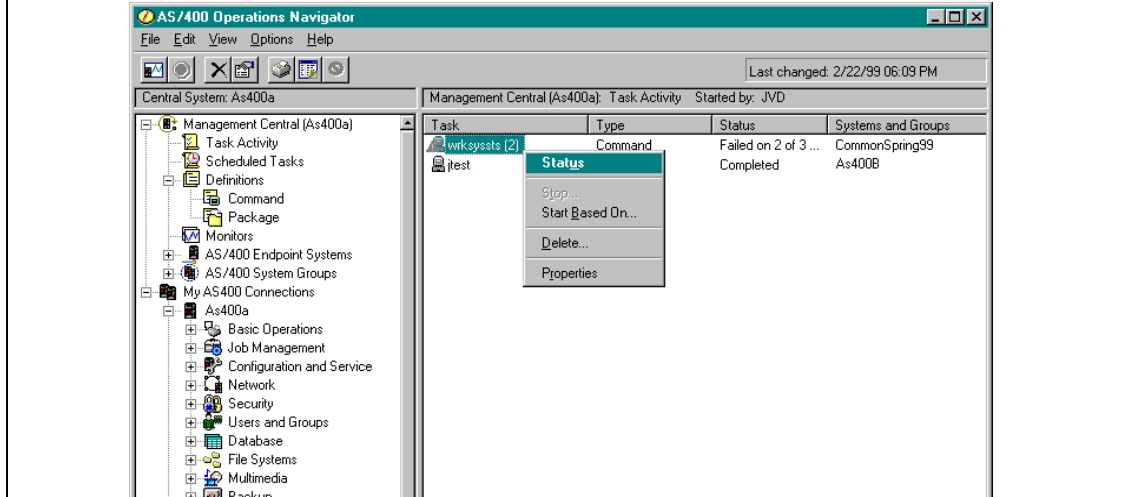 AS/400 Operations Navigator
File Edit View Options Help
Last changed: 2/22/99 06:09 PM
Central System: As400a
Management Central (As400a): Task Activity Started by: JVD
Management Central (As400a)
Task Activity
Scheduled Tasks
Definitions
Command
Package
Monitors
AS/400 Endpoint Systems
AS/400 System Groups
My AS400 Connections
As400a
Basic Operations
Job Management
Configuration and Service
Network
Security
Users and Groups
Database
File Systems
Multimedia
Backup
Task Type Status Systems and Groups
wrksyssts (2) Command Failed on 2 of 3 ... CommonSpring99
jtest Completed As400B
Status
Stop...
Start Based On...
Delete...
Properties